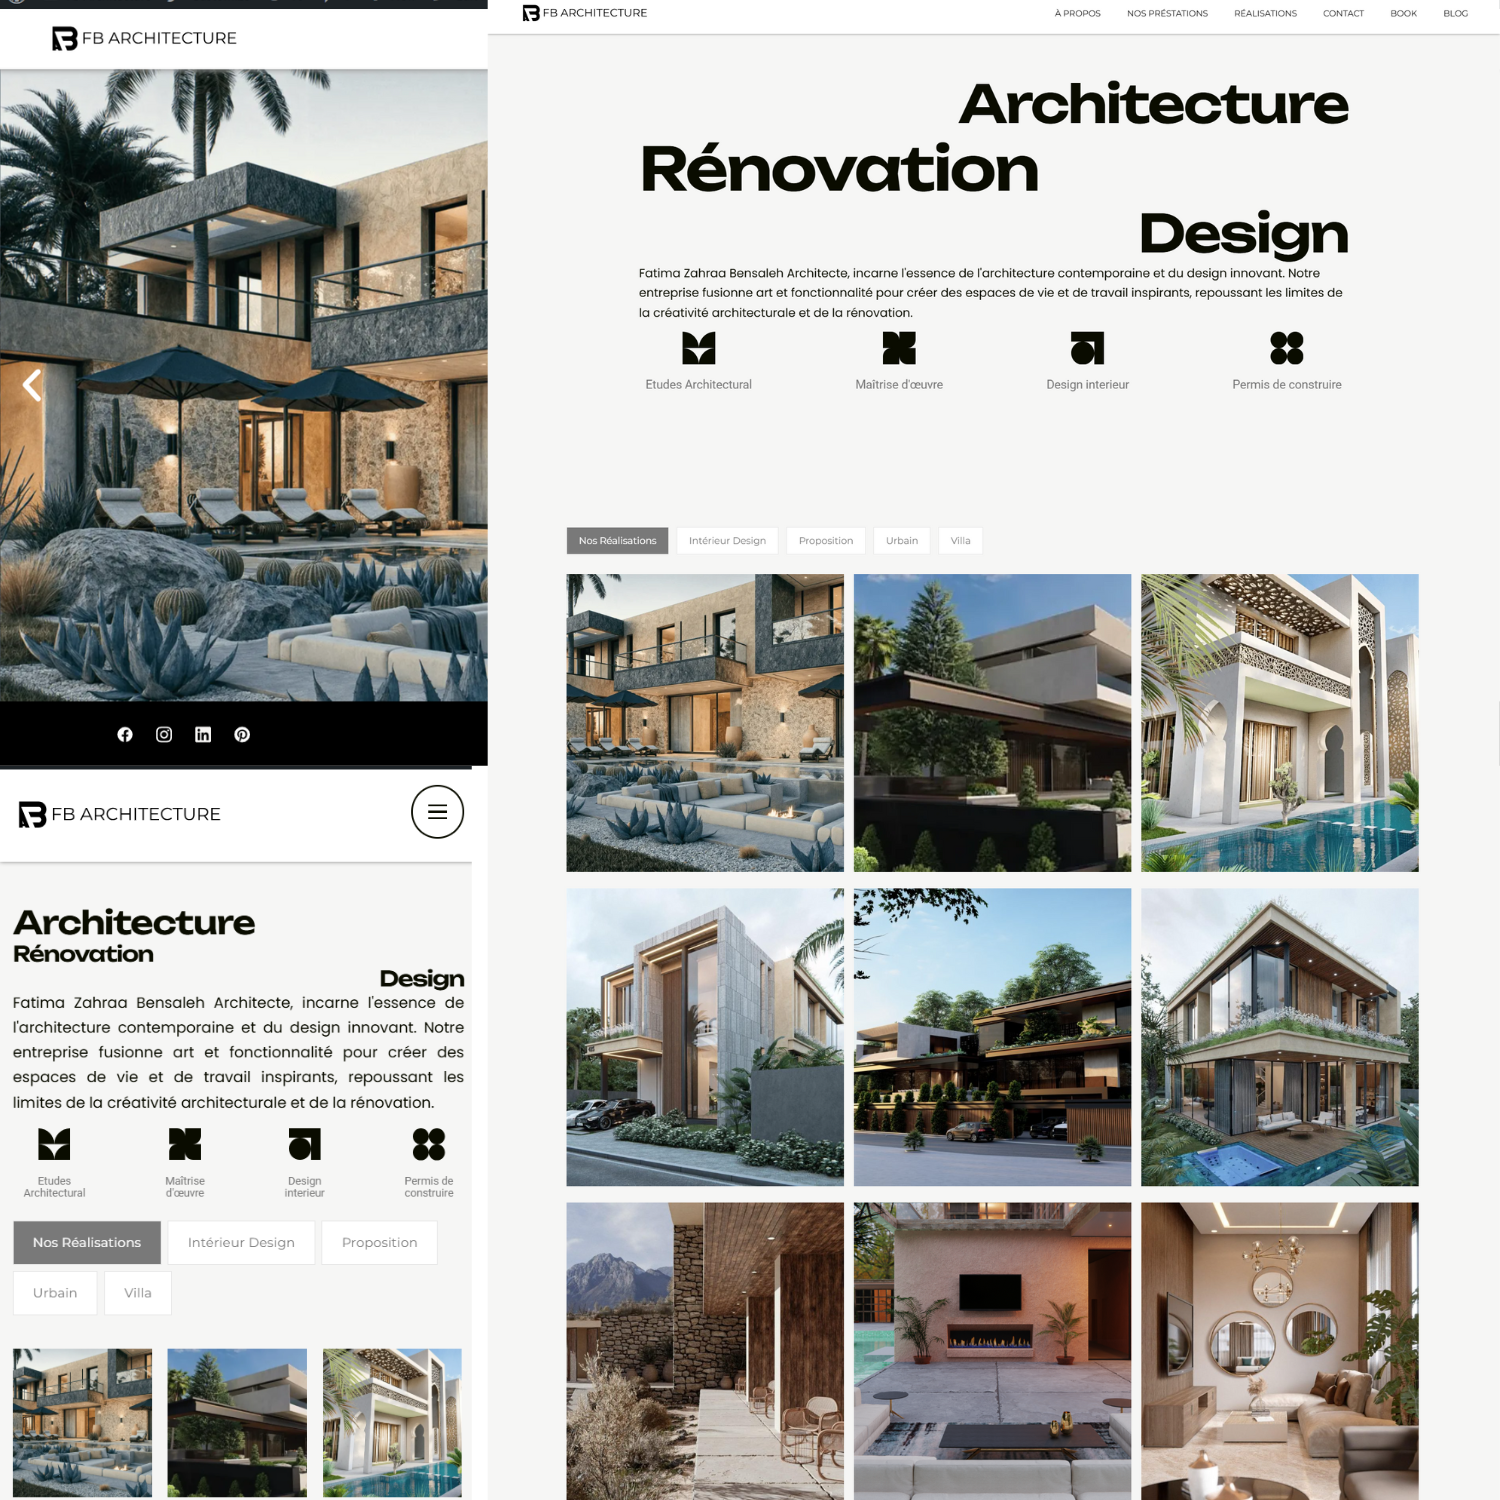 FB ARCHITECTURE
FB ARCHITECTURE
À PROPOS
NOS PRÉSTATIONS
RÉALISATIONS
CONTACT
BOOK
BLOG
Architecture
Rénovation
Design
Fatima Zahraa Bensaleh Architecte, incarne l'essence de l'architecture contemporaine et du design innovant. Notre
entreprise fusionne art et fonctionnalité pour créer des espaces de vie et de travail inspirants, repoussant les limites de
la créativité architecturale et de la rénovation.
Etudes Architectural
Maîtrise d'œuvre
Design interieur
Permis de construire
Nos Réalisations
Intérieur Design
Proposition
Urbain
Villa
FB ARCHITECTURE
Architecture
Rénovation
Design
Fatima Zahraa Bensaleh Architecte, incarne l'essence de
l'architecture contemporaine et du design innovant. Notre
entreprise fusionne art et fonctionnalité pour créer des
espaces de vie et de travail inspirants, repoussant les
limites de la créativité architecturale et de la rénovation.
Etudes
Architectural
Maîtrise
d'œuvre
Design
interieur
Permis de
construire
Nos Réalisations
Intérieur Design
Proposition
Urbain
Villa